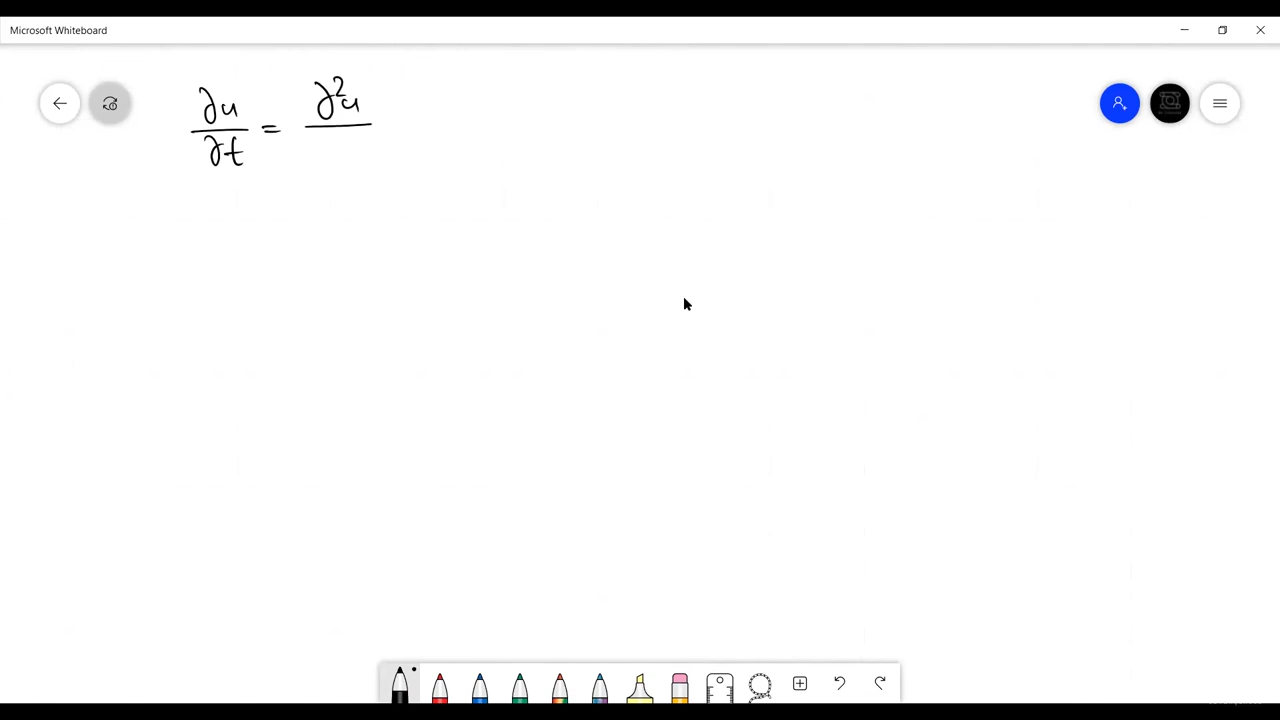 Microsoft Whiteboard
∂u/∂t = ∂²u/